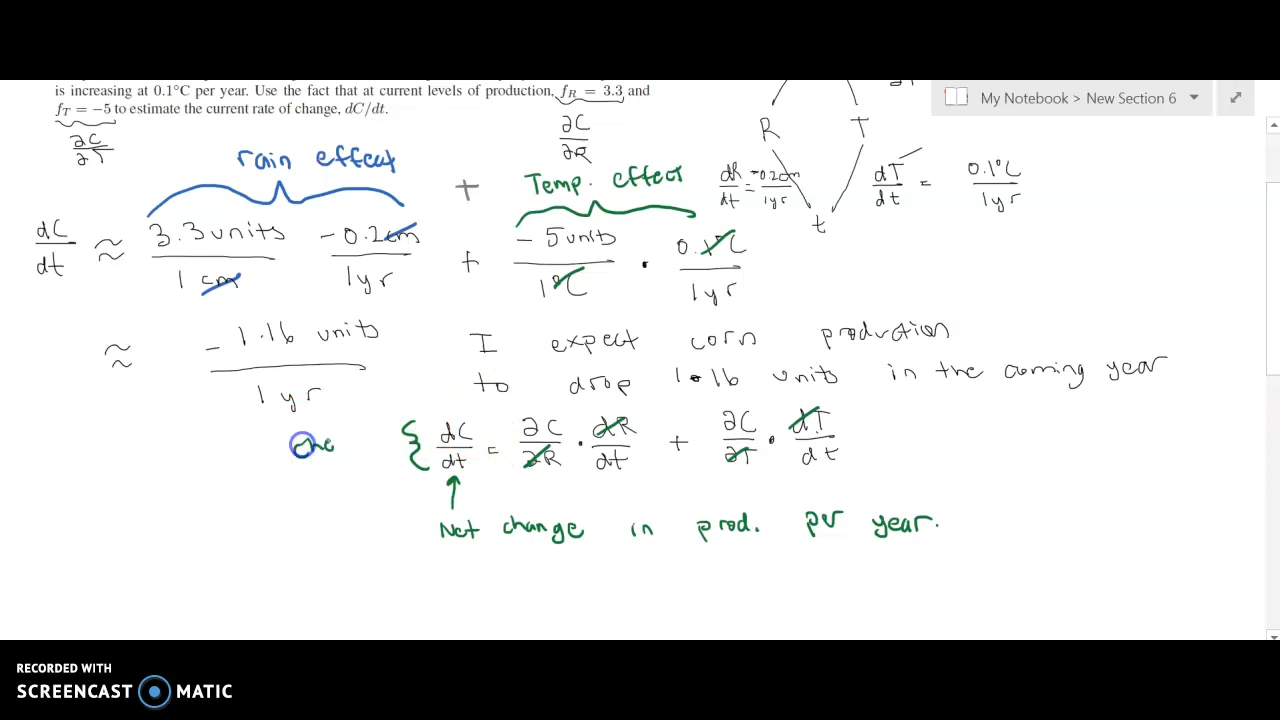 is increasing at 0.1°C per year. Use the fact that at current levels of production, f_R = 3.3 and
f_T = −5 to estimate the current rate of change, dC/dt.
My Notebook > New Section 6
∂C/∂T
∂C/∂R
R T
t
dR/dt = -0.2cm/1yr
dT/dt = 0.1°C/1yr
rain effect + Temp. effect
dC/dt ≈ 3.3 units/1 cm -0.2cm/1yr + -5 units/1°C · 0.1°C/1yr
≈ -1.16 units/1yr
I expect corn production
to drop 1.16 units in the coming year
one { dC/dt = ∂C/∂R · dR/dt + ∂C/∂T · dT/dt
Net change in prod. per year.
RECORDED WITH
SCREENCAST MATIC